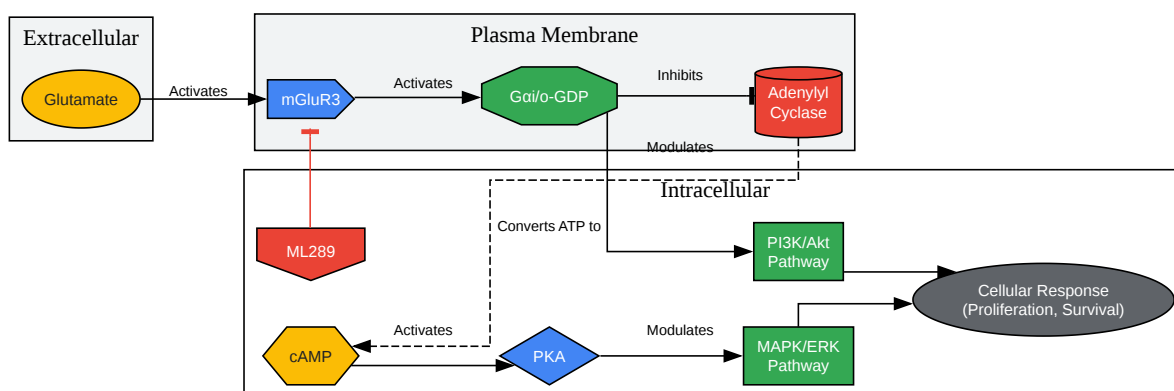 Extracellular
Plasma Membrane
Glutamate
Activates
mGluR3
Activates
Gαi/o-GDP
Inhibits
Adenylyl
Cyclase
Modulates
Intracellular
ML289
Converts ATP to
PI3K/Akt
Pathway
Cellular Response
(Proliferation, Survival)
cAMP
Activates
PKA
Modulates
MAPK/ERK
Pathway